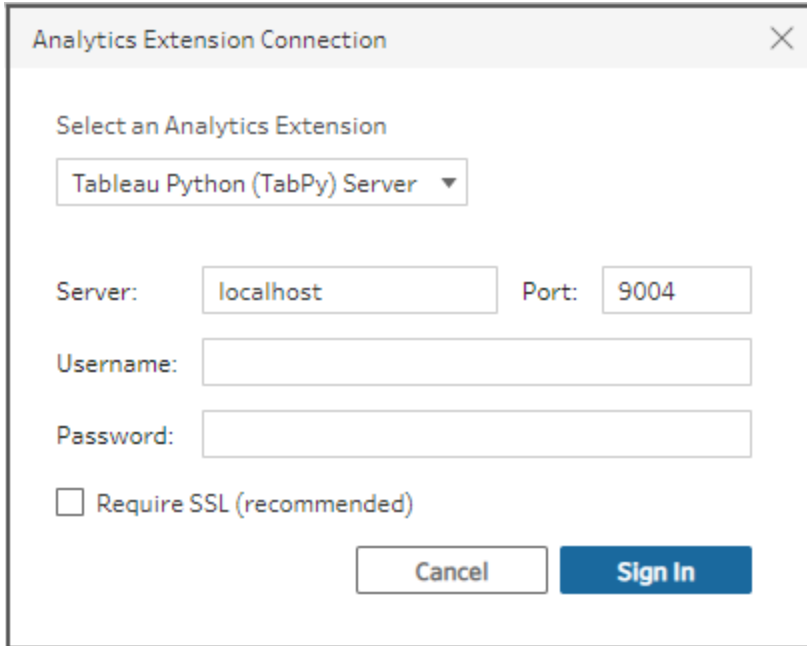 Analytics Extension Connection
Select an Analytics Extension
Tableau Python (TabPy) Server
Server: localhost Port: 9004
Username:
Password:
Require SSL (recommended)
Cancel Sign In